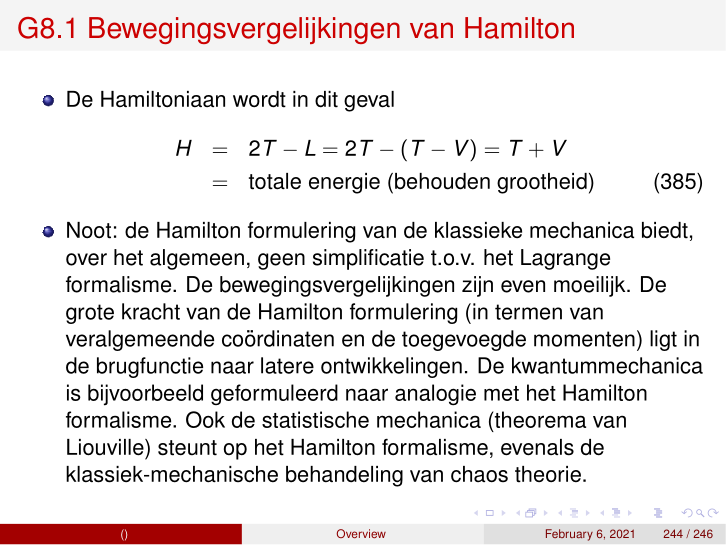 G8.1 Bewegingsvergelijkingen van Hamilton
De Hamiltoniaan wordt in dit geval
H = 2T − L = 2T − (T − V) = T + V
= totale energie (behouden grootheid) (385)
Noot: de Hamilton formulering van de klassieke mechanica biedt,
over het algemeen, geen simplificatie t.o.v. het Lagrange
formalisme. De bewegingsvergelijkingen zijn even moeilijk. De
grote kracht van de Hamilton formulering (in termen van
veralgemeende coördinaten en de toegevoegde momenten) ligt in
de brugfunctie naar latere ontwikkelingen. De kwantummechanica
is bijvoorbeeld geformuleerd naar analogie met het Hamilton
formalisme. Ook de statistische mechanica (theorema van
Liouville) steunt op het Hamilton formalisme, evenals de
klassiek-mechanische behandeling van chaos theorie.
() Overview February 6, 2021 244 / 246